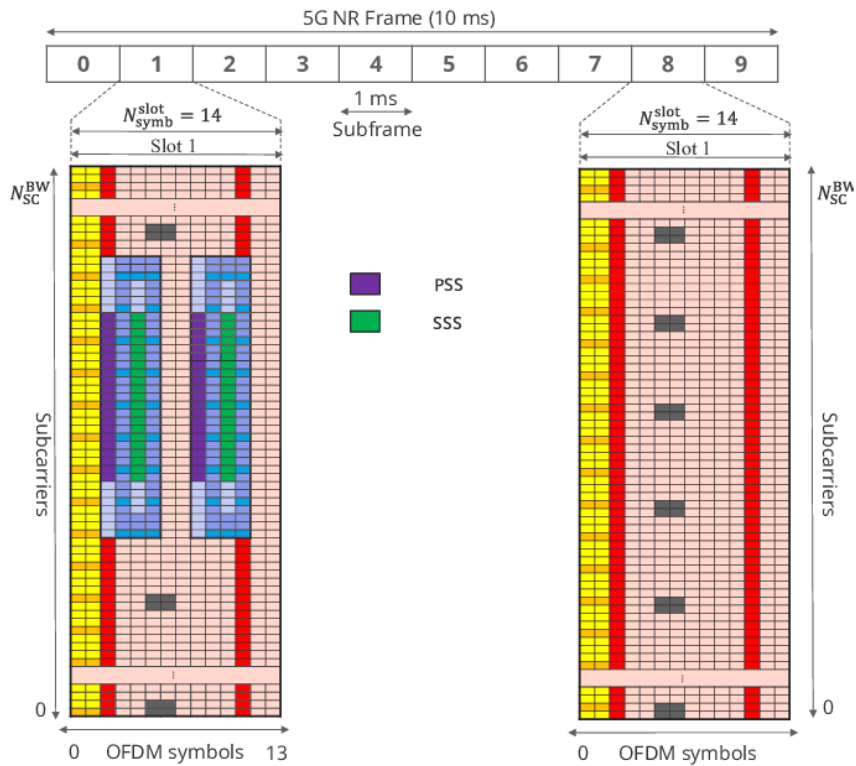 5G NR Frame (10 ms)
0 1 2 3 4 5 6 7 8 9
1 ms
Subframe
N_symb^slot = 14
Slot 1
N_symb^slot = 14
Slot 1
N_SC^BW
Subcarriers
0
...
...
0 OFDM symbols 13
PSS
SSS
...
...
N_SC^BW
Subcarriers
0
0 OFDM symbols